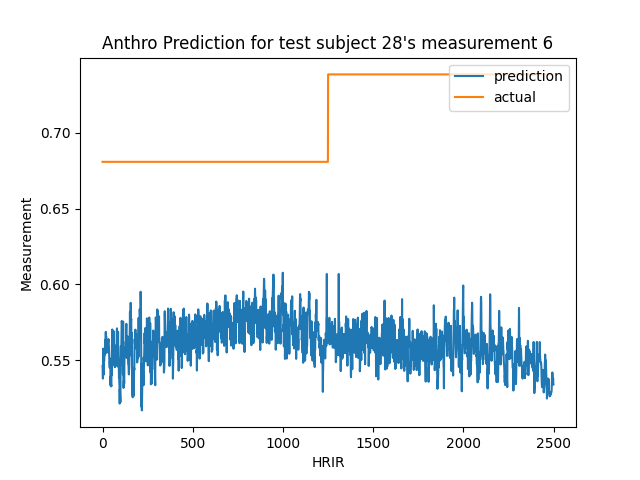 Anthro Prediction for test subject 28's measurement 6
prediction
actual
Measurement
0.70
0.65
0.60
0.55
0
500
1000
1500
2000
2500
HRIR